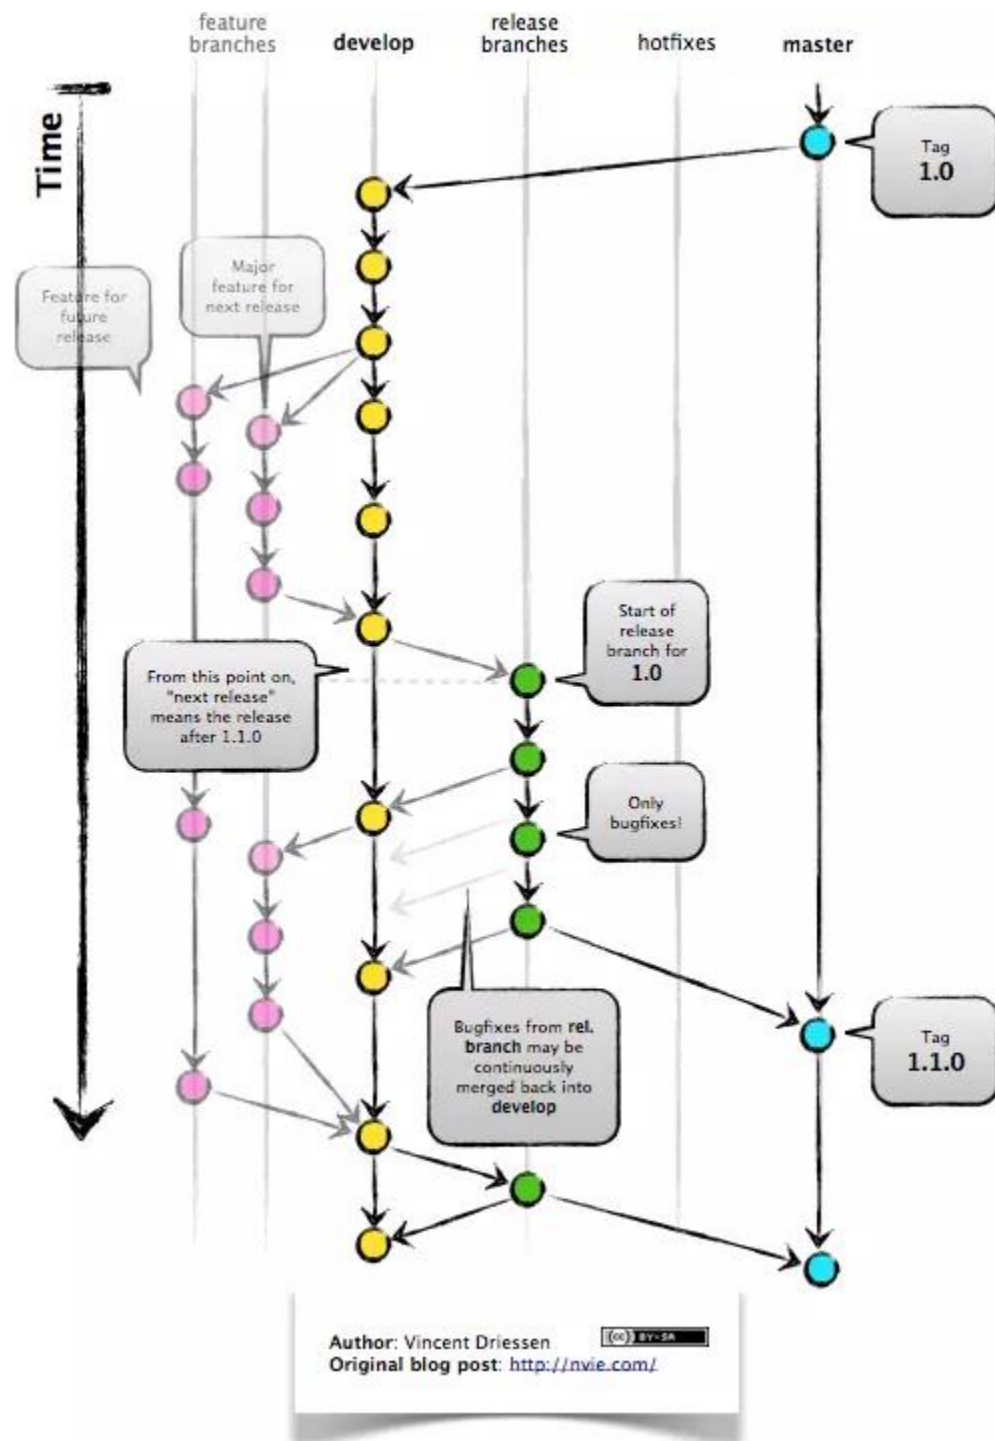 feature
branches
develop
release
branches
hotfixes
master
Time
Tag
1.0
Major
feature for
next release
Feature for
future
release
Start of
release
branch for
1.0
From this point on,
"next release"
means the release
after 1.1.0
Only
bugfixes!
Bugfixes from rel.
branch may be
continuously
merged back into
develop
Tag
1.1.0
Author: Vincent Driessen
(cc) BY-SA
Original blog post: http://nvie.com/